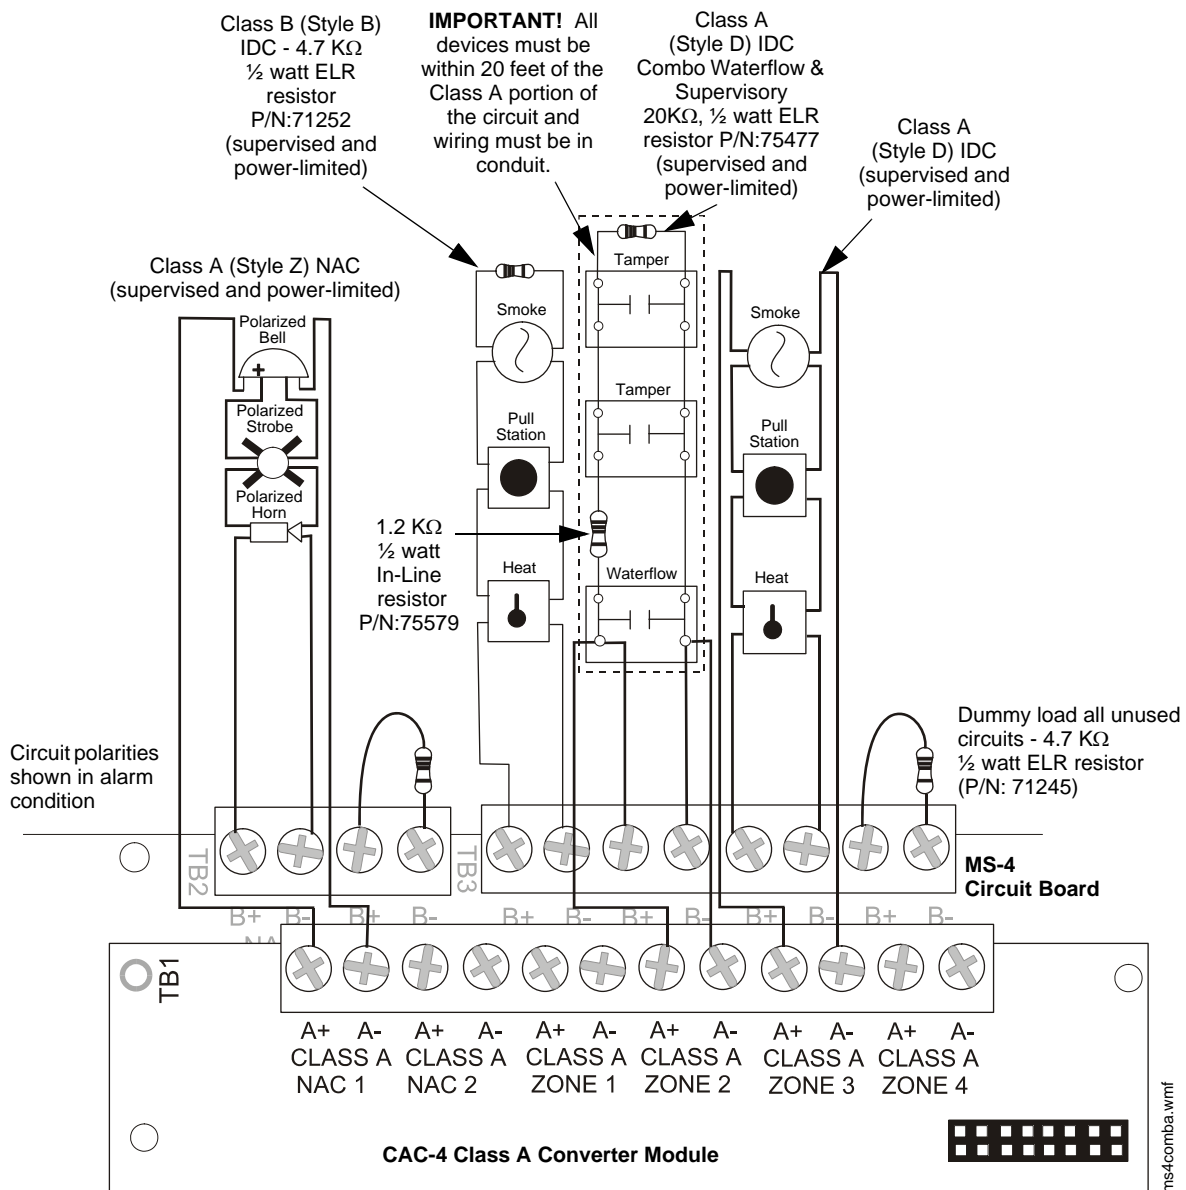 Class B (Style B)
IDC - 4.7 KΩ
½ watt ELR
resistor
P/N:71252
(supervised and
power-limited)
IMPORTANT! All
devices must be
within 20 feet of the
Class A portion of
the circuit and
wiring must be in
conduit.
Class A
(Style D) IDC
Combo Waterflow &
Supervisory
20KΩ, ½ watt ELR
resistor P/N:75477
(supervised and
power-limited)
Class A
(Style D) IDC
(supervised and
power-limited)
Class A (Style Z) NAC
(supervised and power-limited)
Polarized
Bell
+
Polarized
Strobe
Polarized
Horn
Smoke
Pull
Station
Heat
Tamper
Tamper
Waterflow
Smoke
Pull
Station
Heat
1.2 KΩ
½ watt
In-Line
resistor
P/N:75579
Circuit polarities
shown in alarm
condition
Dummy load all unused
circuits - 4.7 KΩ
½ watt ELR resistor
(P/N: 71245)
TB2
TB3
MS-4
Circuit Board
B+ B- B+ B- B+ B- B+ B- B+ B- B+ B-
TB1
A+ A- A+ A- A+ A- A+ A- A+ A- A+ A-
CLASS A CLASS A CLASS A CLASS A CLASS A CLASS A
NAC 1 NAC 2 ZONE 1 ZONE 2 ZONE 3 ZONE 4
CAC-4 Class A Converter Module
ms4comba.wmf